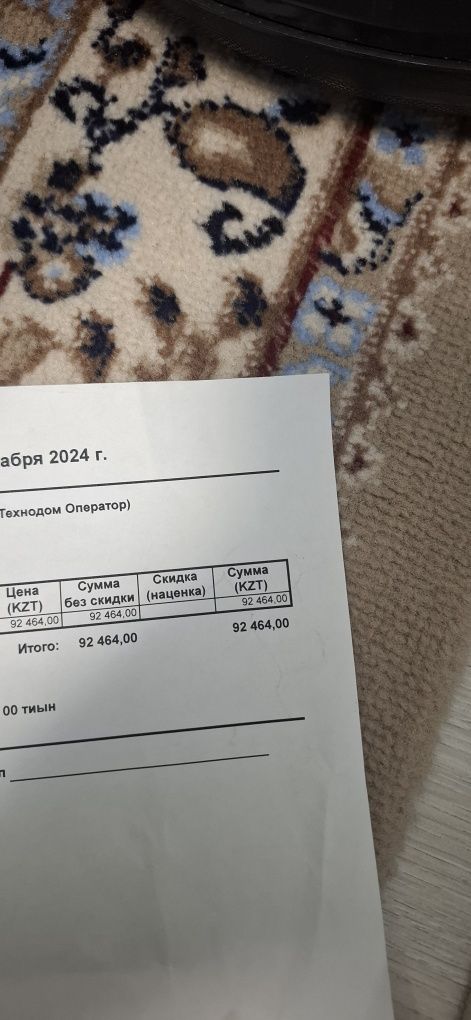 абря 2024 г.
Технодом Оператор)
Цена (KZT) Сумма без скидки Скидка (наценка) Сумма (KZT)
92 464,00 92 464,00 92 464,00
Итого: 92 464,00 92 464,00
00 тиын
л